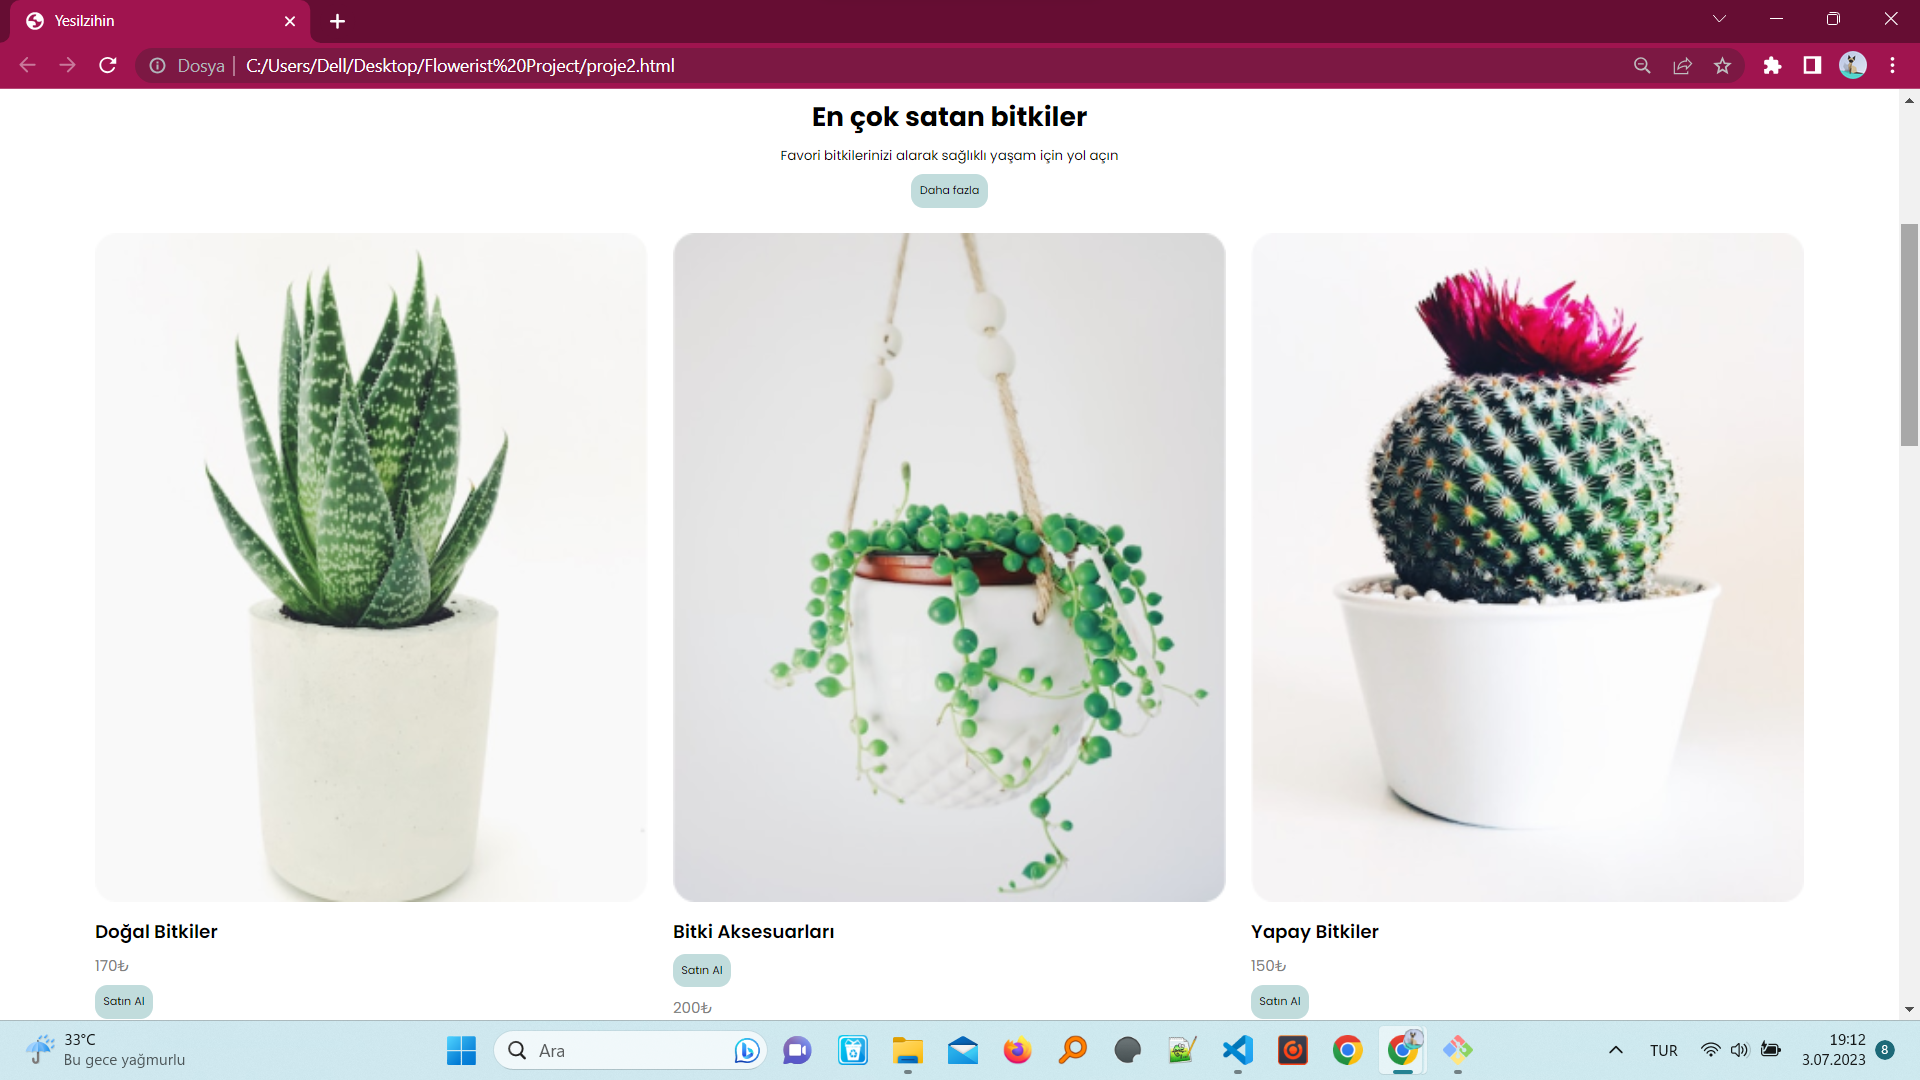 Yesilzihin
Dosya | C:/Users/Dell/Desktop/Flowerist%20Project/proje2.html
En çok satan bitkiler
Favori bitkilerinizi alarak sağlıklı yaşam için yol açın
Daha fazla
Doğal Bitkiler
170₺
Satın Al
Bitki Aksesuarları
Satın Al
200₺
Yapay Bitkiler
150₺
Satın Al
33°C
Bu gece yağmurlu
Ara
TUR
19:12
3.07.2023
8